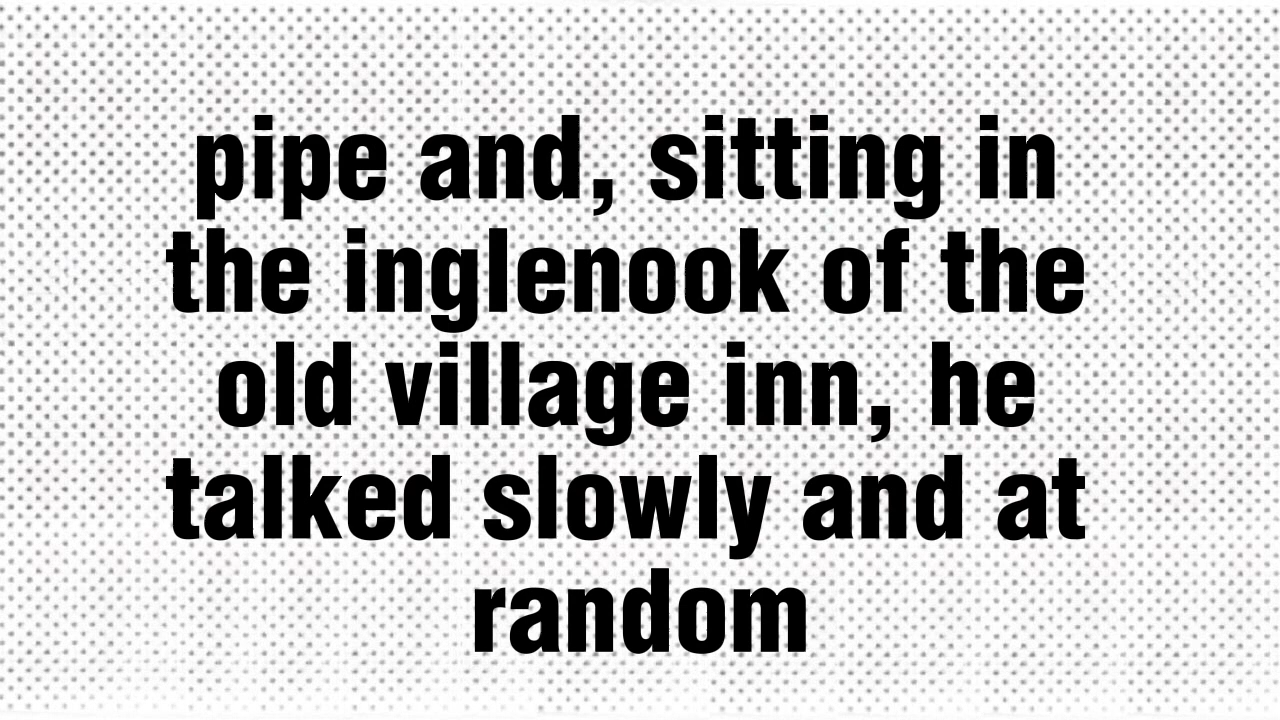 pipe and, sitting in
the inglenook of the
old village inn, he
talked slowly and at
random